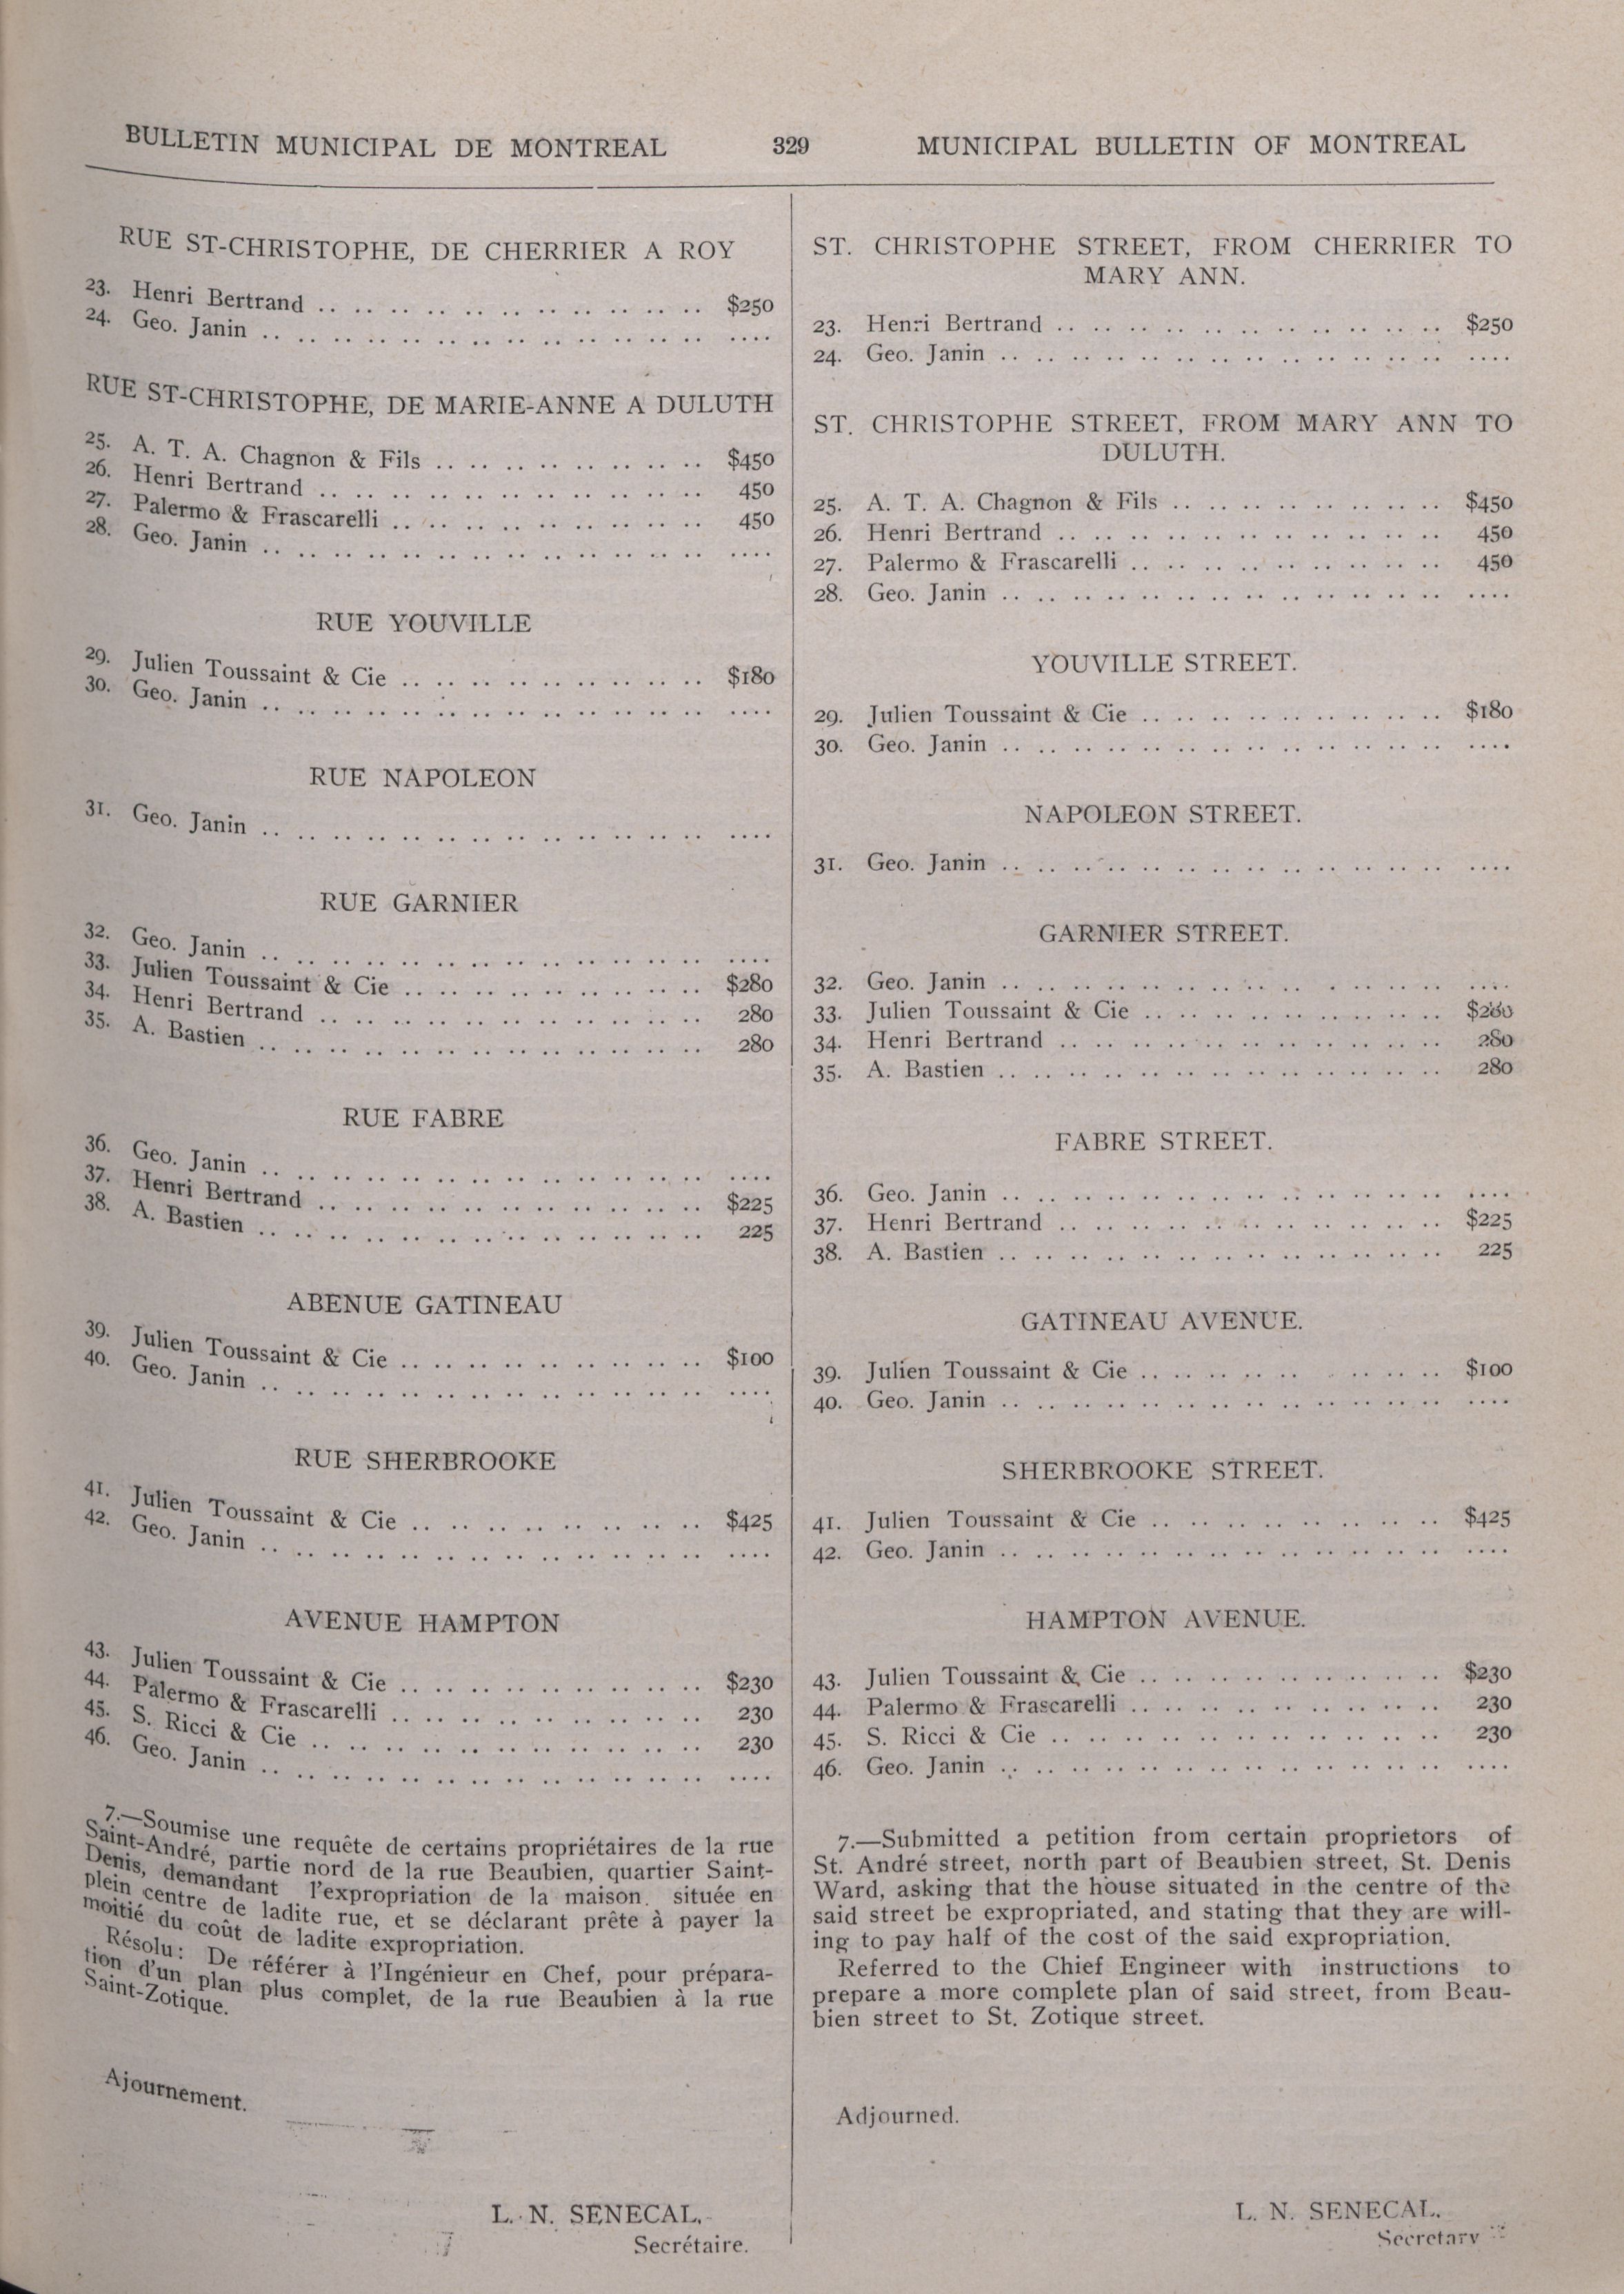 BULLETIN MUNICIPAL DE MONTREAL 329 MUNICIPAL BULLETIN OF MONTREAL
RUE ST-CHRISTOPHE, DE CHERRIER A ROY
23. Henri Bertrand .. .. .. .. .. .. .. .. .. .. .. $250
24. Geo. Janin .. .. .. .. .. .. .. .. .. .. .. .. .. ....
RUE ST-CHRISTOPHE, DE MARIE-ANNE A DULUTH
25. A. T. A. Chagnon & Fils .. .. .. .. .. .. .. .. $450
26. Henri Bertrand .. .. .. .. .. .. .. .. .. .. .. 450
27. Palermo & Frascarelli .. .. .. .. .. .. .. .. .. 450
28. Geo. Janin .. .. .. .. .. .. .. .. .. .. .. .. .. ....
RUE YOUVILLE
29. Julien Toussaint & Cie .. .. .. .. .. .. .. .. .. $180
30. Geo. Janin .. .. .. .. .. .. .. .. .. .. .. .. .. ....
RUE NAPOLEON
31. Geo. Janin .. .. .. .. .. .. .. .. .. .. .. .. .. ....
RUE GARNIER
32. Geo. Janin .. .. .. .. .. .. .. .. .. .. .. .. .. ....
33. Julien Toussaint & Cie .. .. .. .. .. .. .. .. .. $280
34. Henri Bertrand .. .. .. .. .. .. .. .. .. .. .. 280
35. A. Bastien .. .. .. .. .. .. .. .. .. .. .. .. .. 280
RUE FABRE
36. Geo. Janin .. .. .. .. .. .. .. .. .. .. .. .. .. ....
37. Henri Bertrand .. .. .. .. .. .. .. .. .. .. .. $225
38. A. Bastien .. .. .. .. .. .. .. .. .. .. .. .. .. 225
ABENUE GATINEAU
39. Julien Toussaint & Cie .. .. .. .. .. .. .. .. .. $100
40. Geo. Janin .. .. .. .. .. .. .. .. .. .. .. .. .. ....
RUE SHERBROOKE
41. Julien Toussaint & Cie .. .. .. .. .. .. .. .. $425
42. Geo. Janin .. .. .. .. .. .. .. .. .. .. .. .. .. ....
AVENUE HAMPTON
43. Julien Toussaint & Cie .. .. .. .. .. .. .. .. .. $230
44. Palermo & Frascarelli .. .. .. .. .. .. .. .. .. 230
45. S. Ricci & Cie .. .. .. .. .. .. .. .. .. .. .. 230
46. Geo. Janin .. .. .. .. .. .. .. .. .. .. .. .. .. ....
7.—Soumise une requête de certains propriétaires de la rue
Saint-André, partie nord de la rue Beaubien, quartier Saint-
Denis, demandant l'expropriation de la maison située en
plein centre de ladite rue, et se déclarant prête à payer la
moitié du coût de ladite expropriation.
Résolu: De référer à l'Ingénieur en Chef, pour prépara-
tion d'un plan plus complet, de la rue Beaubien à la rue
Saint-Zotique.
Ajournement.
L. N. SENECAL,
Secrétaire.
ST. CHRISTOPHE STREET, FROM CHERRIER TO
MARY ANN.
23. Henri Bertrand .. .. .. .. .. .. .. .. .. .. .. $250
24. Geo. Janin .. .. .. .. .. .. .. .. .. .. .. .. .. ....
ST. CHRISTOPHE STREET, FROM MARY ANN TO
DULUTH.
25. A. T. A. Chagnon & Fils .. .. .. .. .. .. .. .. $450
26. Henri Bertrand .. .. .. .. .. .. .. .. .. .. .. 450
27. Palermo & Frascarelli .. .. .. .. .. .. .. .. .. 450
28. Geo. Janin .. .. .. .. .. .. .. .. .. .. .. .. .. ....
YOUVILLE STREET.
29. Julien Toussaint & Cie .. .. .. .. .. .. .. .. .. $180
30. Geo. Janin .. .. .. .. .. .. .. .. .. .. .. .. .. ....
NAPOLEON STREET.
31. Geo. Janin .. .. .. .. .. .. .. .. .. .. .. .. .. ....
GARNIER STREET.
32. Geo. Janin .. .. .. .. .. .. .. .. .. .. .. .. .. ....
33. Julien Toussaint & Cie .. .. .. .. .. .. .. .. .. $280
34. Henri Bertrand .. .. .. .. .. .. .. .. .. .. .. 280
35. A. Bastien .. .. .. .. .. .. .. .. .. .. .. .. .. 280
FABRE STREET.
36. Geo. Janin .. .. .. .. .. .. .. .. .. .. .. .. .. ....
37. Henri Bertrand .. .. .. .. .. .. .. .. .. .. .. $225
38. A. Bastien .. .. .. .. .. .. .. .. .. .. .. .. .. 225
GATINEAU AVENUE.
39. Julien Toussaint & Cie .. .. .. .. .. .. .. .. .. $100
40. Geo. Janin .. .. .. .. .. .. .. .. .. .. .. .. .. ....
SHERBROOKE STREET.
41. Julien Toussaint & Cie .. .. .. .. .. .. .. .. $425
42. Geo. Janin .. .. .. .. .. .. .. .. .. .. .. .. .. ....
HAMPTON AVENUE.
43. Julien Toussaint & Cie .. .. .. .. .. .. .. .. .. $230
44. Palermo & Frascarelli .. .. .. .. .. .. .. .. .. 230
45. S. Ricci & Cie .. .. .. .. .. .. .. .. .. .. .. 230
46. Geo. Janin .. .. .. .. .. .. .. .. .. .. .. .. .. ....
7.—Submitted a petition from certain proprietors of
St. André street, north part of Beaubien street, St. Denis
Ward, asking that the house situated in the centre of the
said street be expropriated, and stating that they are will-
ing to pay half of the cost of the said expropriation.
Referred to the Chief Engineer with instructions to
prepare a more complete plan of said street, from Beau-
bien street to St. Zotique street.
Adjourned.
L. N. SENECAL,
Secretary